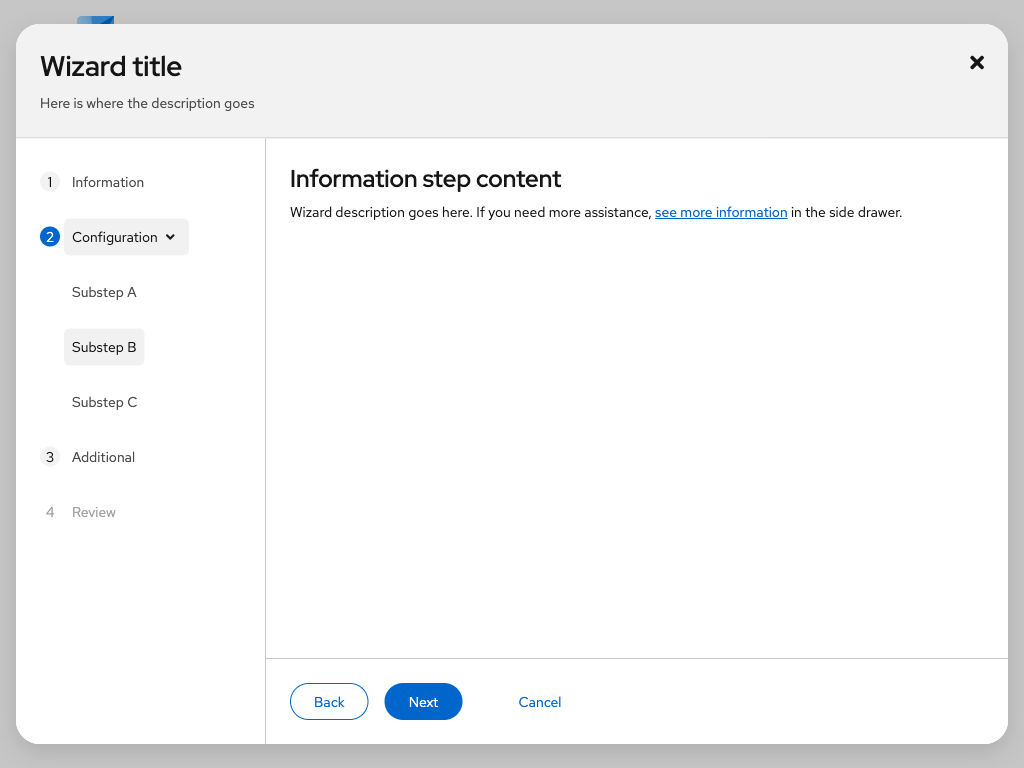 Wizard title
Here is where the description goes
1 Information
2 Configuration
Substep A
Substep B
Substep C
3 Additional
4 Review
Information step content
Wizard description goes here. If you need more assistance, see more information in the side drawer.
Back Next Cancel